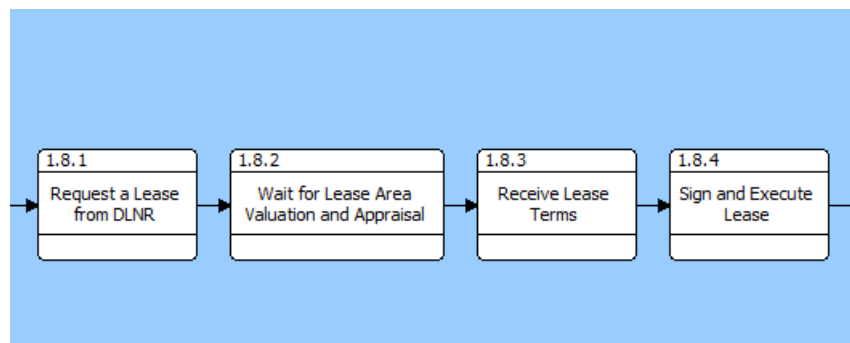 1.8.1
Request a Lease
from DLNR
1.8.2
Wait for Lease Area
Valuation and Appraisal
1.8.3
Receive Lease
Terms
1.8.4
Sign and Execute
Lease